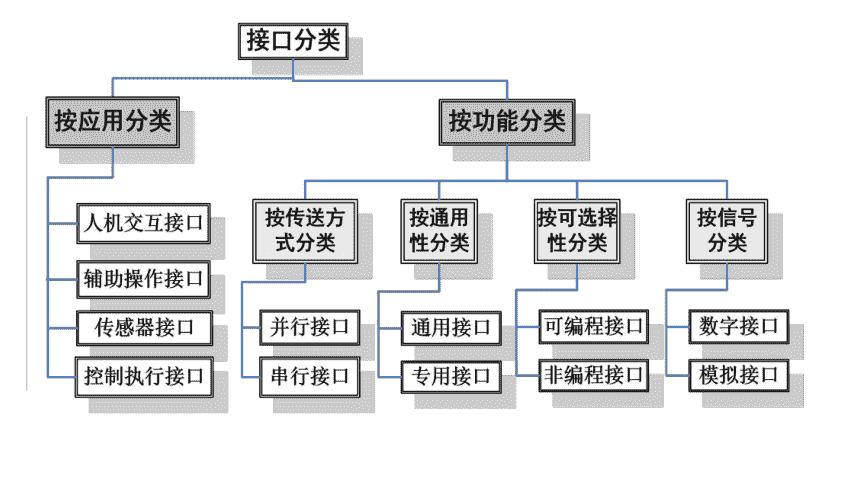 接口分类
按应用分类
按功能分类
人机交互接口
辅助操作接口
传感器接口
控制执行接口
按传送方
式分类
并行接口
串行接口
按通用
性分类
通用接口
专用接口
按可选择
性分类
可编程接口
非编程接口
按信号
分类
数字接口
模拟接口